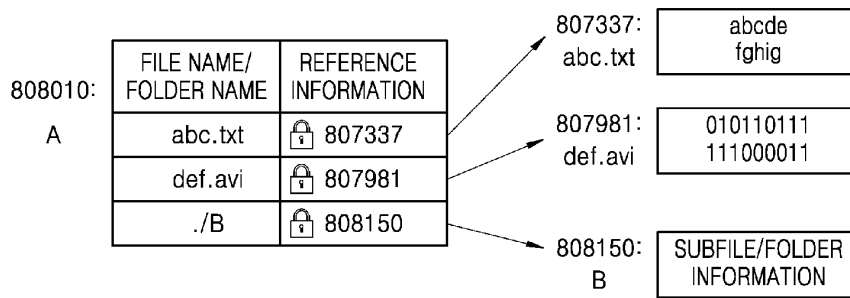 808010:
A
FILE NAME/
FOLDER NAME
REFERENCE
INFORMATION
abc.txt
807337
def.avi
807981
./B
808150
807337:
abc.txt
abcde
fghig
807981:
def.avi
010110111
111000011
808150:
B
SUBFILE/FOLDER
INFORMATION